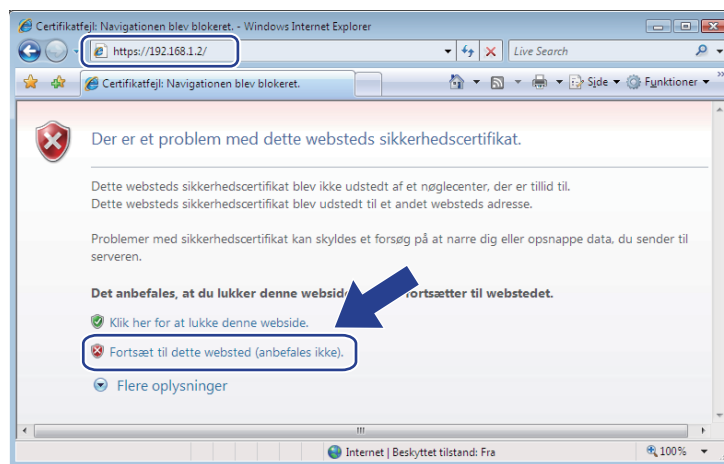 Certifikatfejl: Navigationen blev blokeret. - Windows Internet Explorer
https://192.168.1.2/
Live Search
Certifikatfejl: Navigationen blev blokeret.
Side
Funktioner
Der er et problem med dette websteds sikkerhedscertifikat.
Dette websteds sikkerhedscertifikat blev ikke udstedt af et nøglecenter, der er tillid til.
Dette websteds sikkerhedscertifikat blev udstedt til et andet websteds adresse.
Problemer med sikkerhedscertifikat kan skyldes et forsøg på at narre dig eller opsnappe data, du sender til
serveren.
Det anbefales, at du lukker denne webside fortsætter til webstedet.
Klik her for at lukke denne webside.
Fortsæt til dette websted (anbefales ikke).
Flere oplysninger
Internet | Beskyttet tilstand: Fra
100%